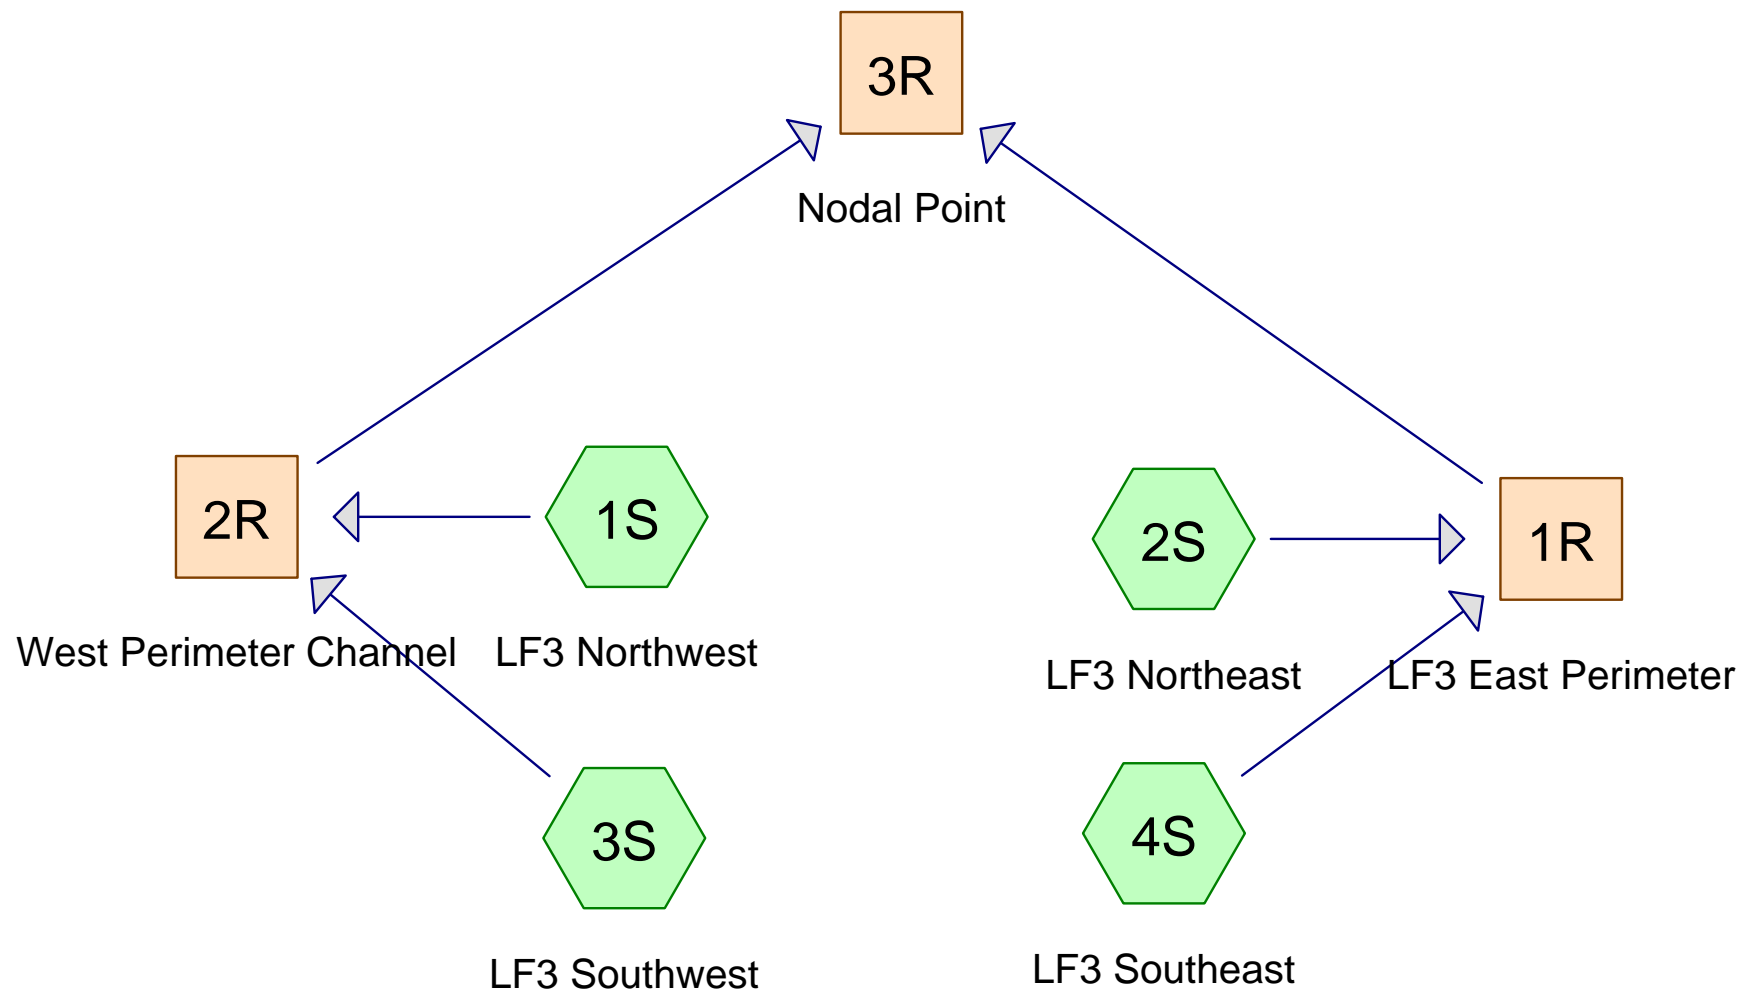 3R
Nodal Point
2R
West Perimeter Channel
1S
LF3 Northwest
2S
LF3 Northeast
1R
LF3 East Perimeter
3S
LF3 Southwest
4S
LF3 Southeast